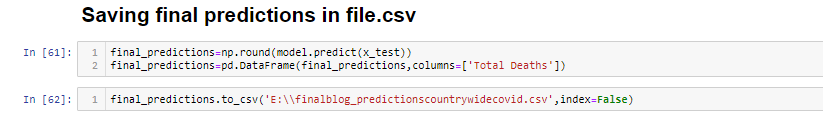 Saving final predictions in file.csv
In [61]:
1 final_predictions=np.round(model.predict(x_test))
2 final_predictions=pd.DataFrame(final_predictions,columns=['Total Deaths'])
In [62]:
1 final_predictions.to_csv('E:\\finalblog_predictionscountrywidecovid.csv',index=False)